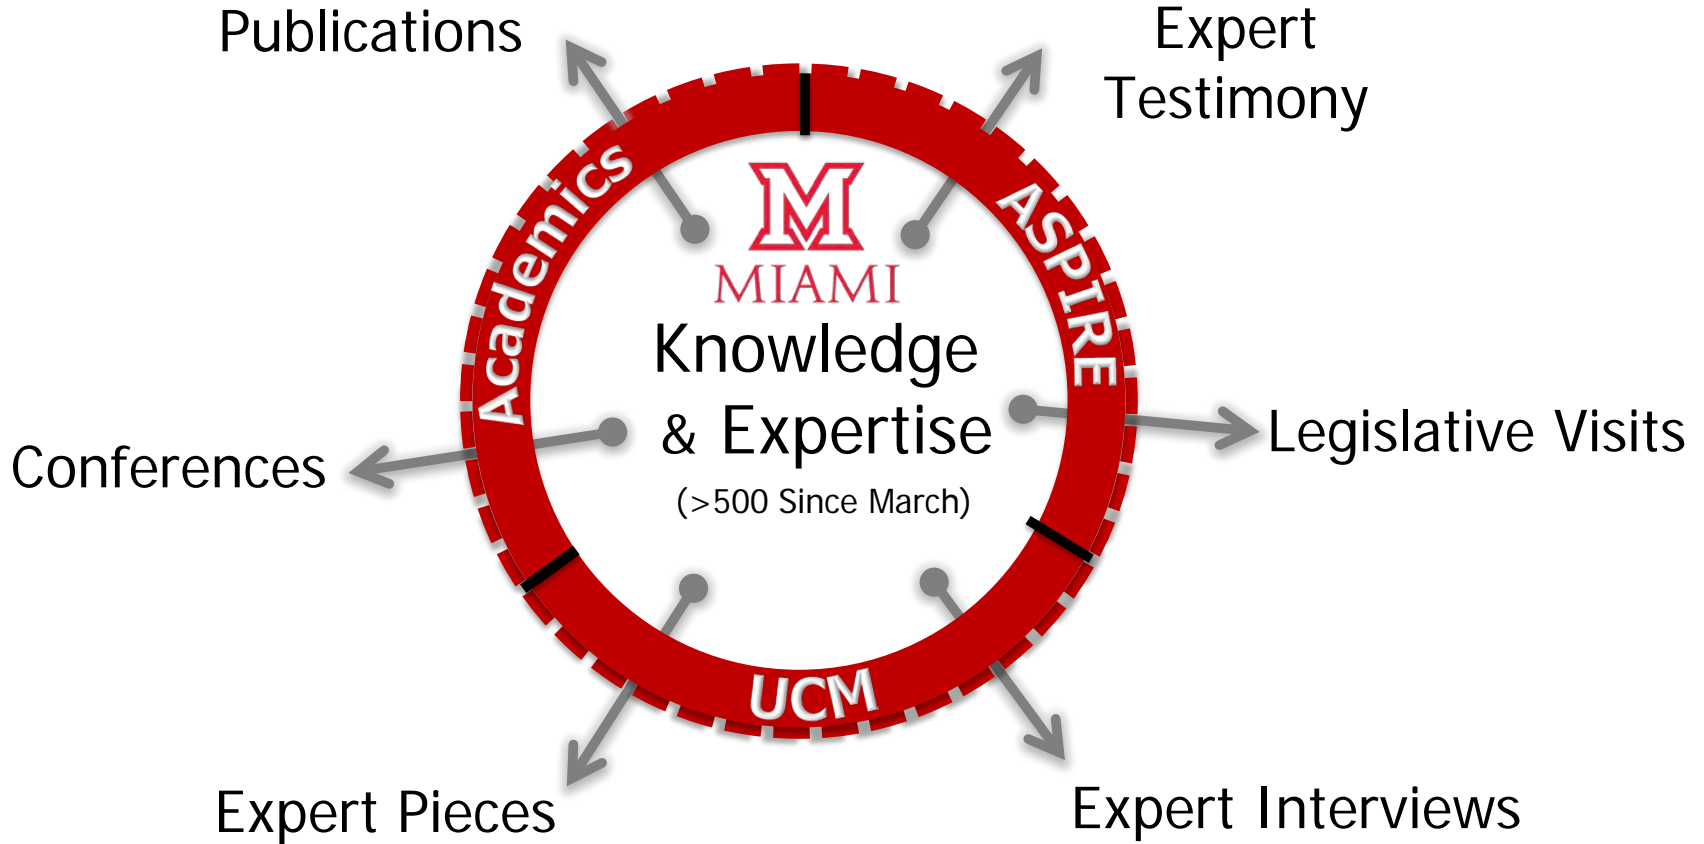 Publications
Expert
Testimony
Academics
ASPIRE
M
MIAMI
Knowledge
& Expertise
(>500 Since March)
Conferences
Legislative Visits
UCM
Expert Pieces
Expert Interviews